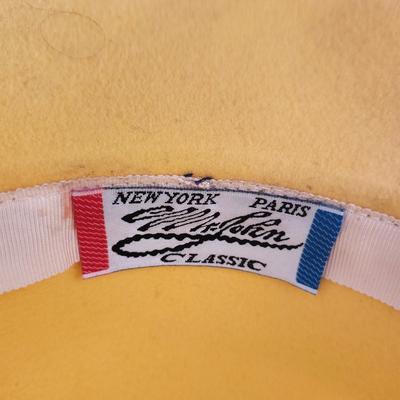 NEW YORK PARIS
Mr. John
CLASSIC